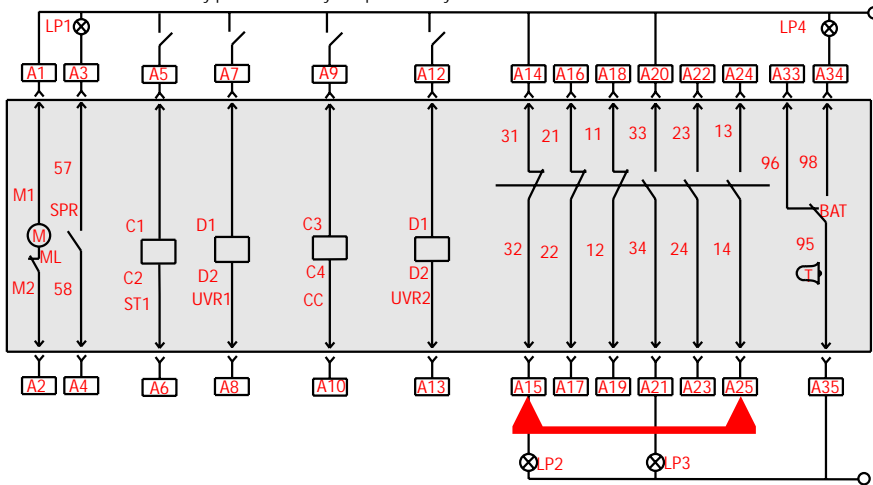 LP1 LP4
A1 A3 A5 A7 A9 A12 A14 A16 A18 A20 A22 A24 A33 A34
31 21 11 33 23 13
57 96 98
M1 SPR C1 D1 C3 D1 BAT
M
ML 32 22 12 34 24 14 95
C2 D2 C4 D2 T
M2 58 ST1 UVR1 CC UVR2
A2 A4 A6 A8 A10 A13 A15 A17 A19 A21 A23 A25 A35
LP2 LP3